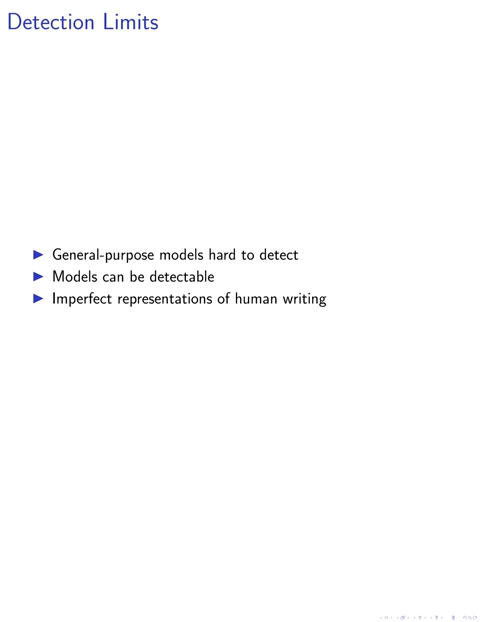 Detection Limits
General-purpose models hard to detect
Models can be detectable
Imperfect representations of human writing